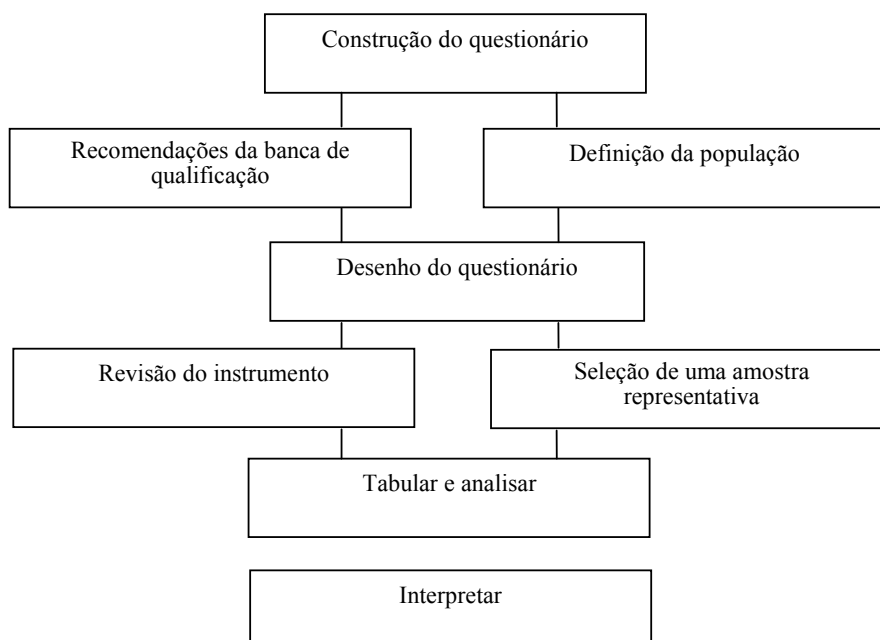 Construção do questionário
Recomendações da banca de
qualificação
Definição da população
Desenho do questionário
Revisão do instrumento
Seleção de uma amostra
representativa
Tabular e analisar
Interpretar